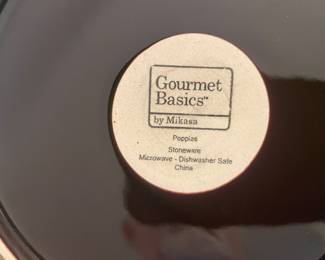 Gourmet
Basics™
by Mikasa
Poppies
Stoneware
Microwave - Dishwasher Safe
China